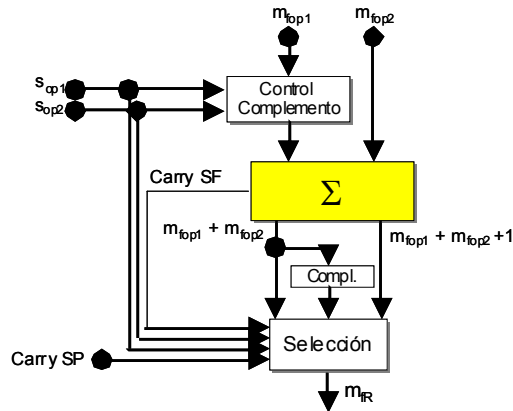 m_fop1
m_fop2
s_op1
s_op2
Control
Complemento
Carry SF
Σ
m_fop1 + m_fop2
m_fop1 + m_fop2 +1
Compl.
Selección
Carry SP
m_fR